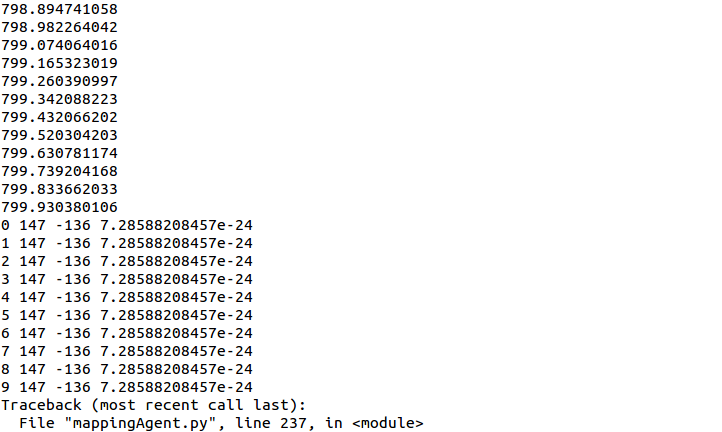 798.894741058
798.982264042
799.074064016
799.165323019
799.260390997
799.342088223
799.432066202
799.520304203
799.630781174
799.739204168
799.833662033
799.930380106
0 147 -136 7.28588208457e-24
1 147 -136 7.28588208457e-24
2 147 -136 7.28588208457e-24
3 147 -136 7.28588208457e-24
4 147 -136 7.28588208457e-24
5 147 -136 7.28588208457e-24
6 147 -136 7.28588208457e-24
7 147 -136 7.28588208457e-24
8 147 -136 7.28588208457e-24
9 147 -136 7.28588208457e-24
Traceback (most recent call last):
  File "mappingAgent.py", line 237, in <module>